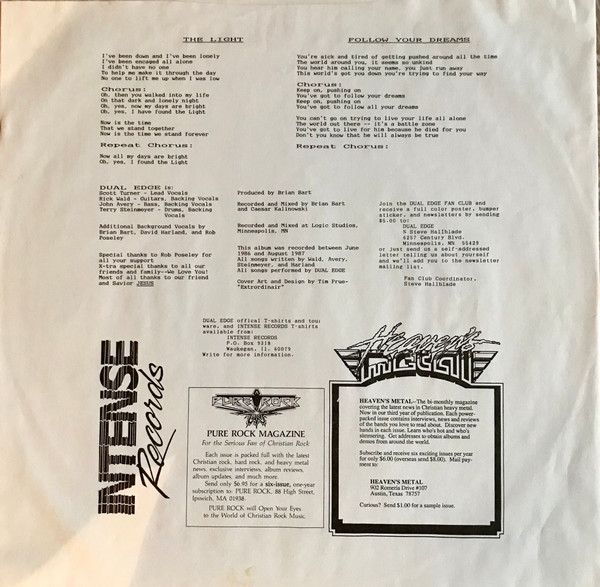 THE LIGHT
I've been down and I've been lonely
I've been encaged all alone
I didn't have no one
To help me make it through the day
No one to lift me up when I was low
Chorus:
Oh, then you walked into my life
On that dark and lonely night
Oh, yes, now my days are bright
Oh, yes, I have found the Light
Now is the time
That we stand together
Now is the time we stand forever
Repeat Chorus:
Now all my days are bright
Oh, yes, I found the Light
FOLLOW YOUR DREAMS
You're sick and tired of getting pushed around all the time
The world around you, it seems so unkind
You hear him calling your name, you just run away
This world's got you down you're trying to find your way
Chorus:
Keep on, pushing on
You've got to follow your dreams
Keep on, pushing on
You've got to follow all your dreams
You can't go on trying to live your life all alone
The world out there -- it's a battle zone
You've got to live for him because he died for you
Don't you know that he will always be true
Repeat Chorus:
DUAL EDGE is:
Scott Turner - Lead Vocals
Rick Wald - Guitars, Backing Vocals
John Avery - Bass, Backing Vocals
Terry Steinmeyer - Drums, Backing
Vocals
Additional Background Vocals by
Brian Bart, David Harland, and Rob
Poseley
Special thanks to Rob Poseley for
all your support
X-tra special thanks to all our
friends and family--We Love You!
Most of all thanks to our friend
and Savior JESUS
Produced by Brian Bart
Recorded and Mixed by Brian Bart
and Caesar Kalinowski
Recorded and Mixed at Logic Studios,
Minneapolis, MN
This album was recorded between June
1986 and August 1987
All songs written by Wald, Avery,
Steinmeyer, and Harland
All songs performed by DUAL EDGE
Cover Art and Design by Tim Frue-
"Extrordinair"
Join the DUAL EDGE FAN CLUB and
receive a full color poster, bumper
sticker, and newsletters by sending
$5.00 to:
DUAL EDGE
% Steve Hallblade
6257 Century Blvd.
Minneapolis, MN 55429
or just send us a self-addressed
letter telling us about yourself
and we'll add you to the newsletter
mailing list.
Fan Club Coordinator,
Steve Hallblade
DUAL EDGE offical T-shirts and tou
ware, and INTENSE RECORDS T-shirts
available from:
INTENSE RECORDS
P.O. Box 931
Waukegan, IL 60079
Write for more information.
INTENSE
Records
PURE ROCK
PURE ROCK MAGAZINE
For the Serious Fan of Christian Rock
Each issue is packed full with the latest
Christian rock, hard rock, and heavy metal
news, exclusive interviews, album reviews,
album updates, and much more.
Send only $6.95 for a six-issue, one-year
subscription to: PURE ROCK, 88 High Street,
Ipswich, MA 01938.
PURE ROCK will Open Your Eyes
to the World of Christian Rock Music.
Heaven's
metal
HEAVEN'S METAL--The bi-monthly magazine
covering the latest news in Christian heavy metal.
Now in our third year of publication. Each power-
packed issue contains interviews, news and reviews
of the bands you love to read about. Discover new
bands in each issue. Learn who's hot and who's
simmering. Get addresses to obtain albums and
demos from around the world.
Subscribe and receive six exciting issues per year
for only $6.00 (overseas send $8.00). Mail pay-
ment to:
HEAVEN'S METAL
902 Romeria Drive #107
Austin, Texas 78757
Curious? Send $1.00 for a sample issue.